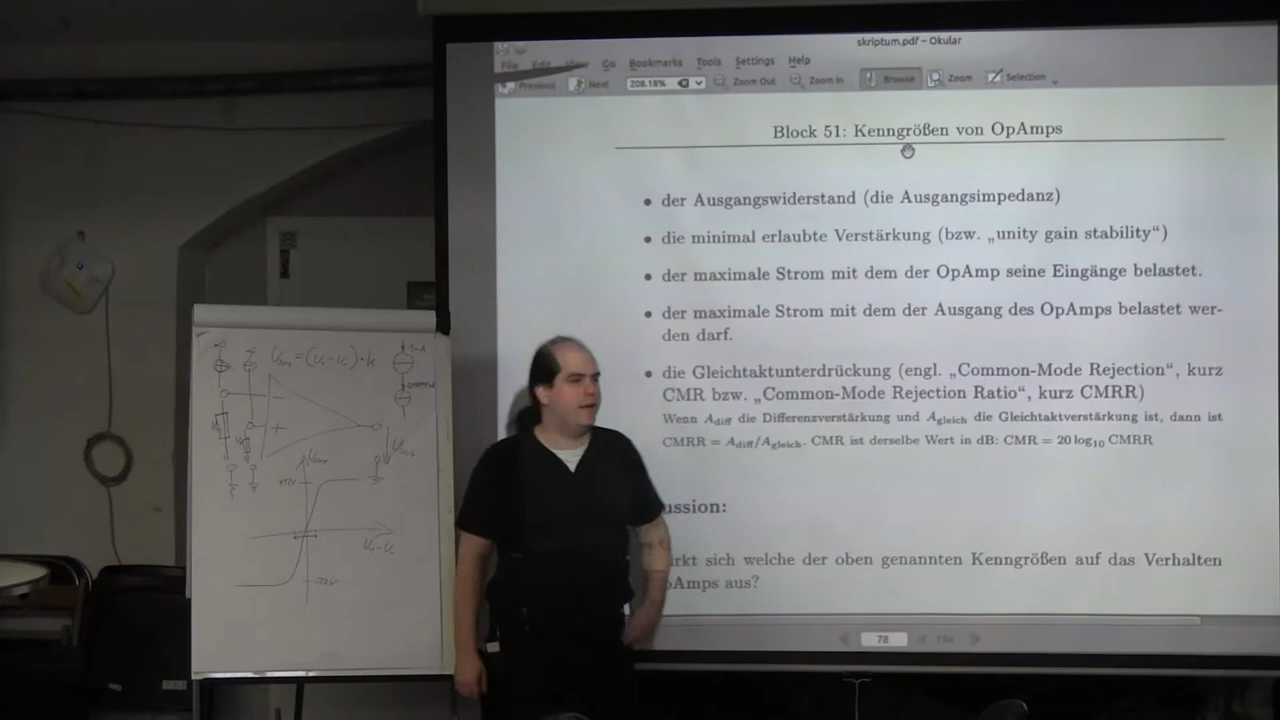 skriptum.pdf – Okular
File Edit View Go Bookmarks Tools Settings Help
Previous Next 208.18% Zoom Out Zoom In Browse Zoom Selection
Block 51: Kenngrößen von OpAmps
• der Ausgangswiderstand (die Ausgangsimpedanz)
• die minimal erlaubte Verstärkung (bzw. „unity gain stability“)
• der maximale Strom mit dem der OpAmp seine Eingänge belastet.
• der maximale Strom mit dem der Ausgang des OpAmps belastet wer-
den darf.
• die Gleichtaktunterdrückung (engl. „Common-Mode Rejection“, kurz
CMR bzw. „Common-Mode Rejection Ratio“, kurz CMRR)
Wenn A_diff die Differenzverstärkung und A_gleich die Gleichtaktverstärkung ist, dann ist
CMRR = A_diff/A_gleich. CMR ist derselbe Wert in dB: CMR = 20 log₁₀ CMRR
ussion:
irkt sich welche der oben genannten Kenngrößen auf das Verhalten
pAmps aus?
78 of